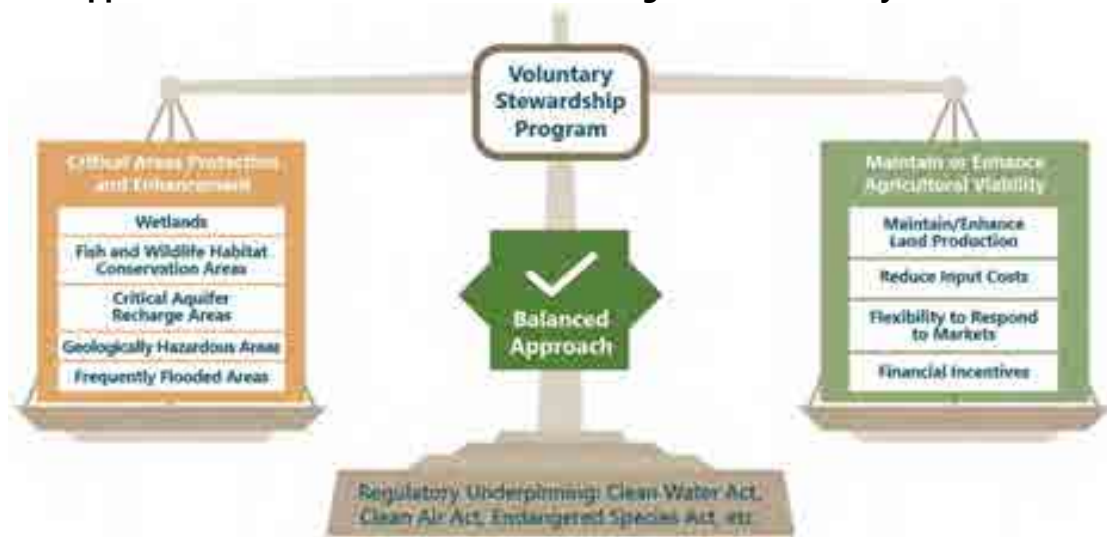 Voluntary
Stewardship
Program
Critical Areas Protection
and Enhancement
Wetlands
Fish and Wildlife Habitat
Conservation Areas
Critical Aquifer
Recharge Areas
Geologically Hazardous Areas
Frequently Flooded Areas
Balanced
Approach
Maintain or Enhance
Agricultural Viability
Maintain/Enhance
Land Production
Reduce Input Costs
Flexibility to Respond
to Markets
Financial Incentives
Regulatory Underpinning: Clean Water Act,
Clean Air Act, Endangered Species Act, etc.